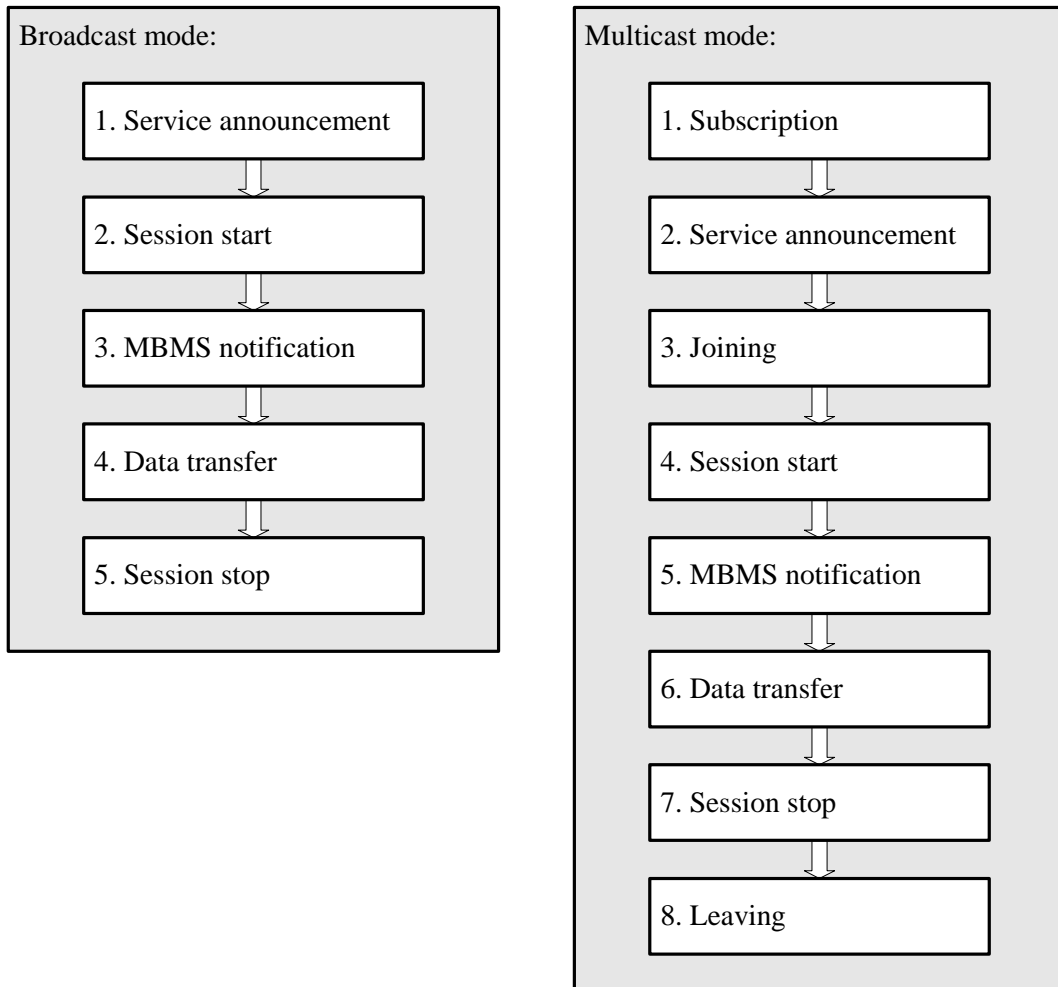 Broadcast mode:
1. Service announcement
2. Session start
3. MBMS notification
4. Data transfer
5. Session stop
Multicast mode:
1. Subscription
2. Service announcement
3. Joining
4. Session start
5. MBMS notification
6. Data transfer
7. Session stop
8. Leaving